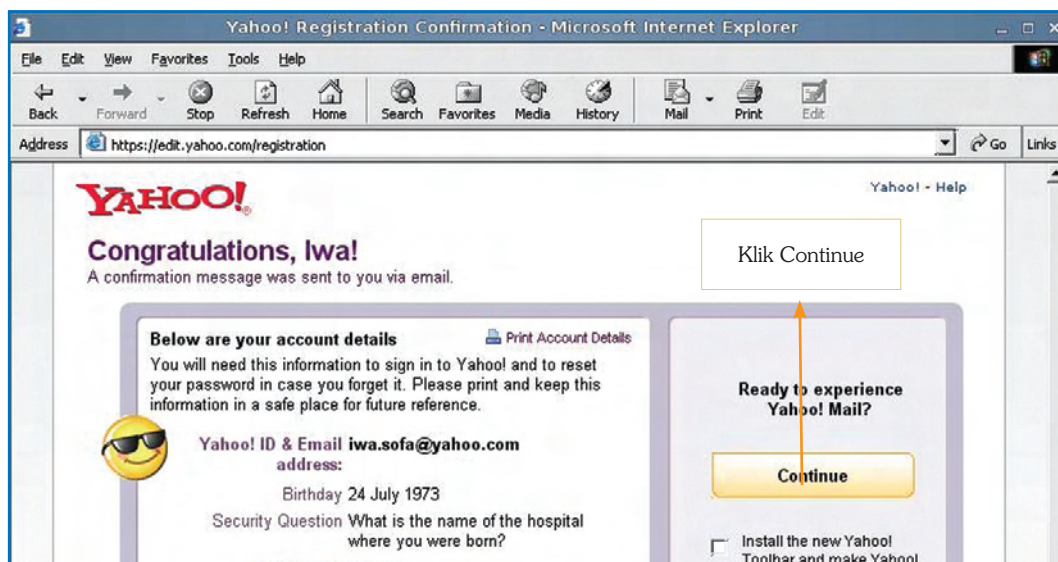 Yahoo! Registration Confirmation - Microsoft Internet Explorer
File Edit View Favorites Tools Help
Back Forward Stop Refresh Home Search Favorites Media History Mail Print Edit
Address https://edit.yahoo.com/registration Go Links
YAHOO!
Yahoo! - Help
Congratulations, Iwa!
A confirmation message was sent to you via email.
Klik Continue
Below are your account details
Print Account Details
You will need this information to sign in to Yahoo! and to reset
your password in case you forget it. Please print and keep this
information in a safe place for future reference.
Yahoo! ID & Email iwa.sofa@yahoo.com
address:
Birthday 24 July 1973
Security Question What is the name of the hospital
where you were born?
Ready to experience
Yahoo! Mail?
Continue
Install the new Yahoo!
Toolbar and make Yahoo!